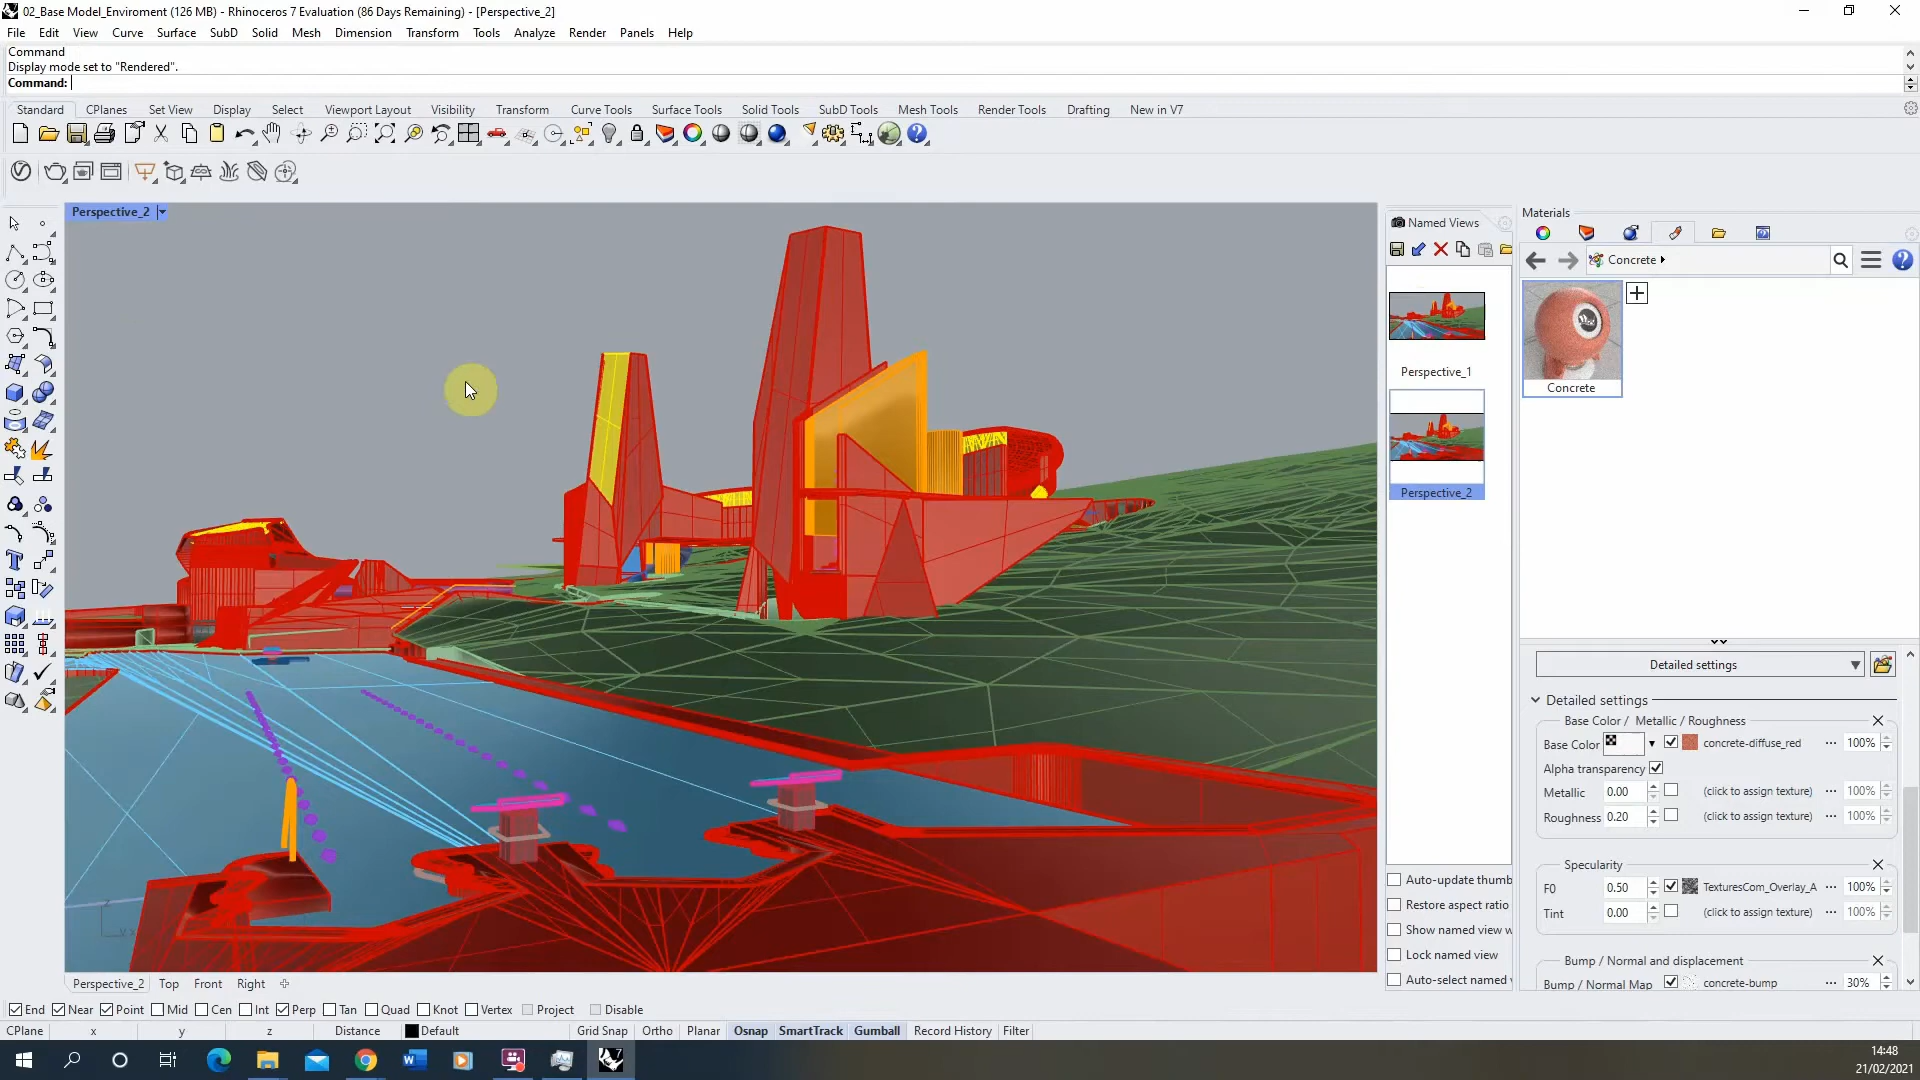 02_Base Model_Enviroment (126 MB) - Rhinoceros 7 Evaluation (86 Days Remaining) - [Perspective_2]
File Edit View Curve Surface SubD Solid Mesh Dimension Transform Tools Analyze Render Panels Help
Command
Display mode set to "Rendered".
Command:
Standard CPlanes Set View Display Select Viewport Layout Visibility Transform Curve Tools Surface Tools Solid Tools SubD Tools Mesh Tools Render Tools Drafting New in V7
Perspective_2
Named Views
Perspective_1
Perspective_2
Auto-update thumb
Restore aspect ratio
Show named view w
Lock named view
Auto-select named v
Materials
Concrete
Concrete
Detailed settings
Detailed settings
Base Color / Metallic / Roughness
Base Color concrete-diffuse_red 100%
Alpha transparency
Metallic 0.00 (click to assign texture) 100%
Roughness 0.20 (click to assign texture) 100%
Specularity
F0 0.50 TexturesCom_Overlay_A 100%
Tint 0.00 (click to assign texture) 100%
Bump / Normal and displacement
Bump / Normal Map concrete-bump 30%
Perspective_2 Top Front Right
End Near Point Mid Cen Int Perp Tan Quad Knot Vertex Project Disable
CPlane x y z Distance Default Grid Snap Ortho Planar Osnap SmartTrack Gumball Record History Filter
14:48
21/02/2021